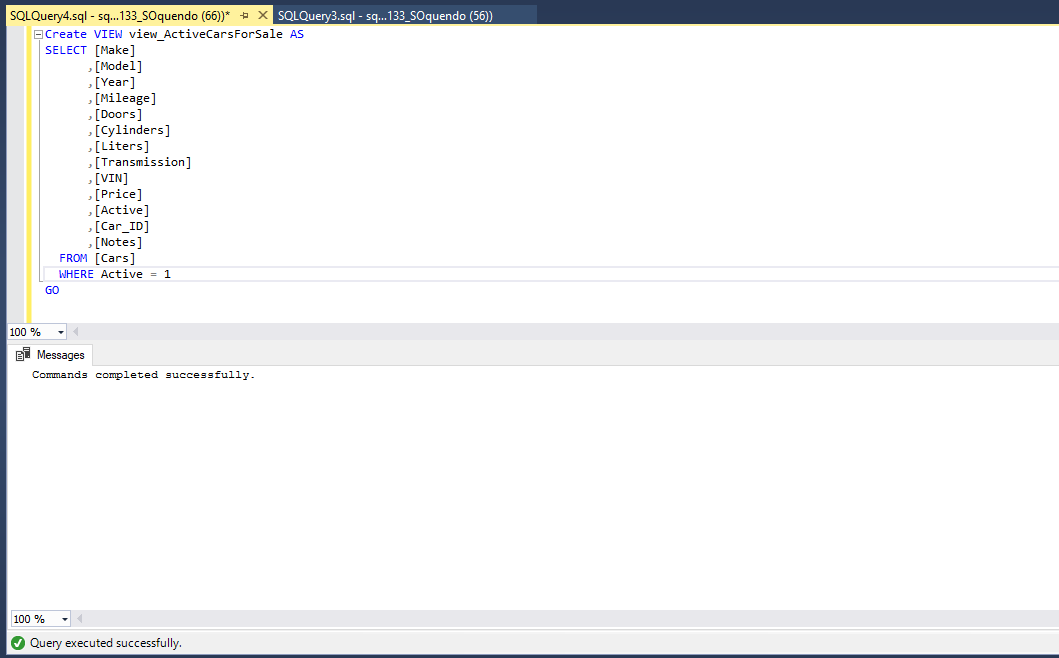 SQLQuery4.sql - sq...133_SOquendo (66))* SQLQuery3.sql - sq...133_SOquendo (56))
Create VIEW view_ActiveCarsForSale AS
SELECT [Make]
,[Model]
,[Year]
,[Mileage]
,[Doors]
,[Cylinders]
,[Liters]
,[Transmission]
,[VIN]
,[Price]
,[Active]
,[Car_ID]
,[Notes]
FROM [Cars]
WHERE Active = 1
GO
100 %
Messages
Commands completed successfully.
100 %
Query executed successfully.